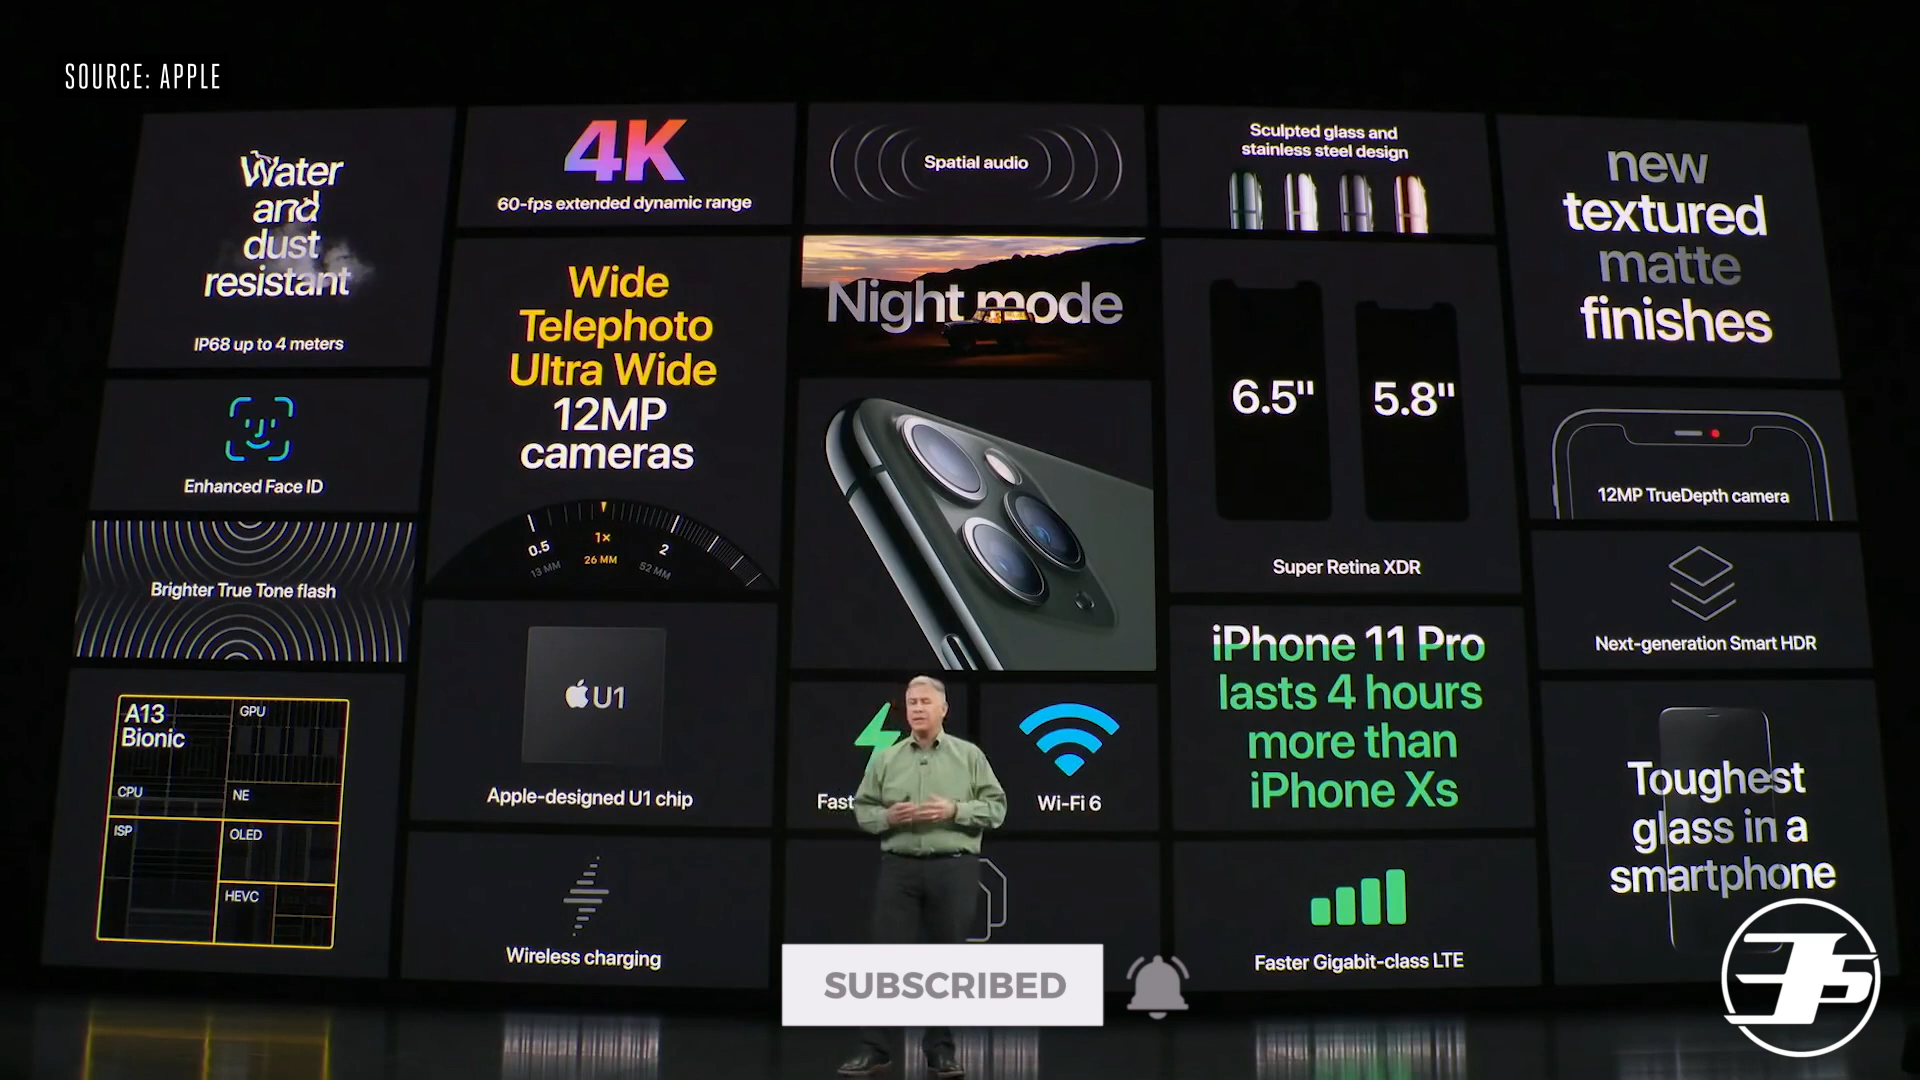 SOURCE: APPLE
Water
and
dust
resistant
IP68 up to 4 meters
4K
60-fps extended dynamic range
Spatial audio
Sculpted glass and
stainless steel design
new
textured
matte
finishes
Wide
Telephoto
Ultra Wide
12MP
cameras
0.5
1×
2
13 MM
26 MM
52 MM
Night mode
6.5"
5.8"
Super Retina XDR
12MP TrueDepth camera
Enhanced Face ID
Brighter True Tone flash
Next-generation Smart HDR
A13
Bionic
GPU
CPU
NE
ISP
OLED
HEVC
U1
Apple-designed U1 chip
Fast
Wi-Fi 6
iPhone 11 Pro
lasts 4 hours
more than
iPhone Xs
Toughest
glass in a
smartphone
Wireless charging
Faster Gigabit-class LTE
SUBSCRIBED